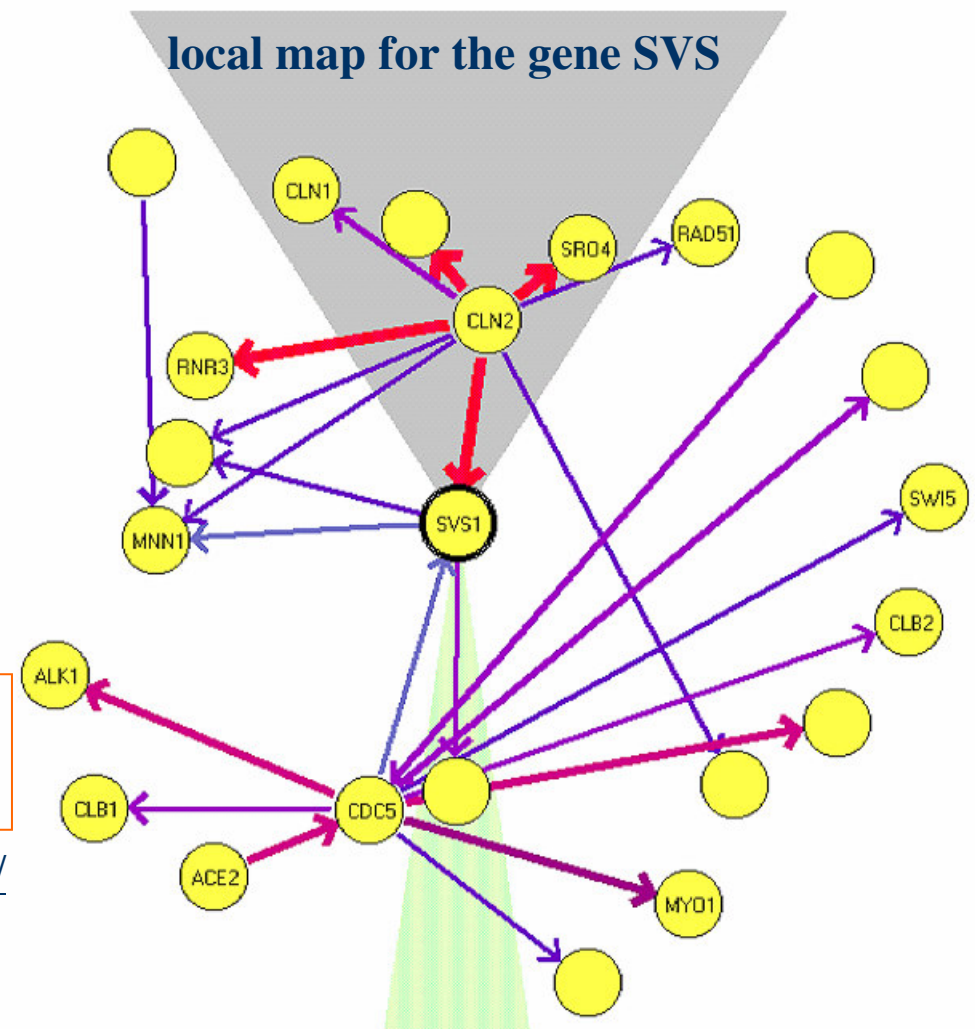 local map for the gene SVS
CLN1
SRO4
RAD51
CLN2
RNR3
SWI5
SVS1
MNN1
CLB2
ALK1
CLB1
CDC5
ACE2
MYO1
/